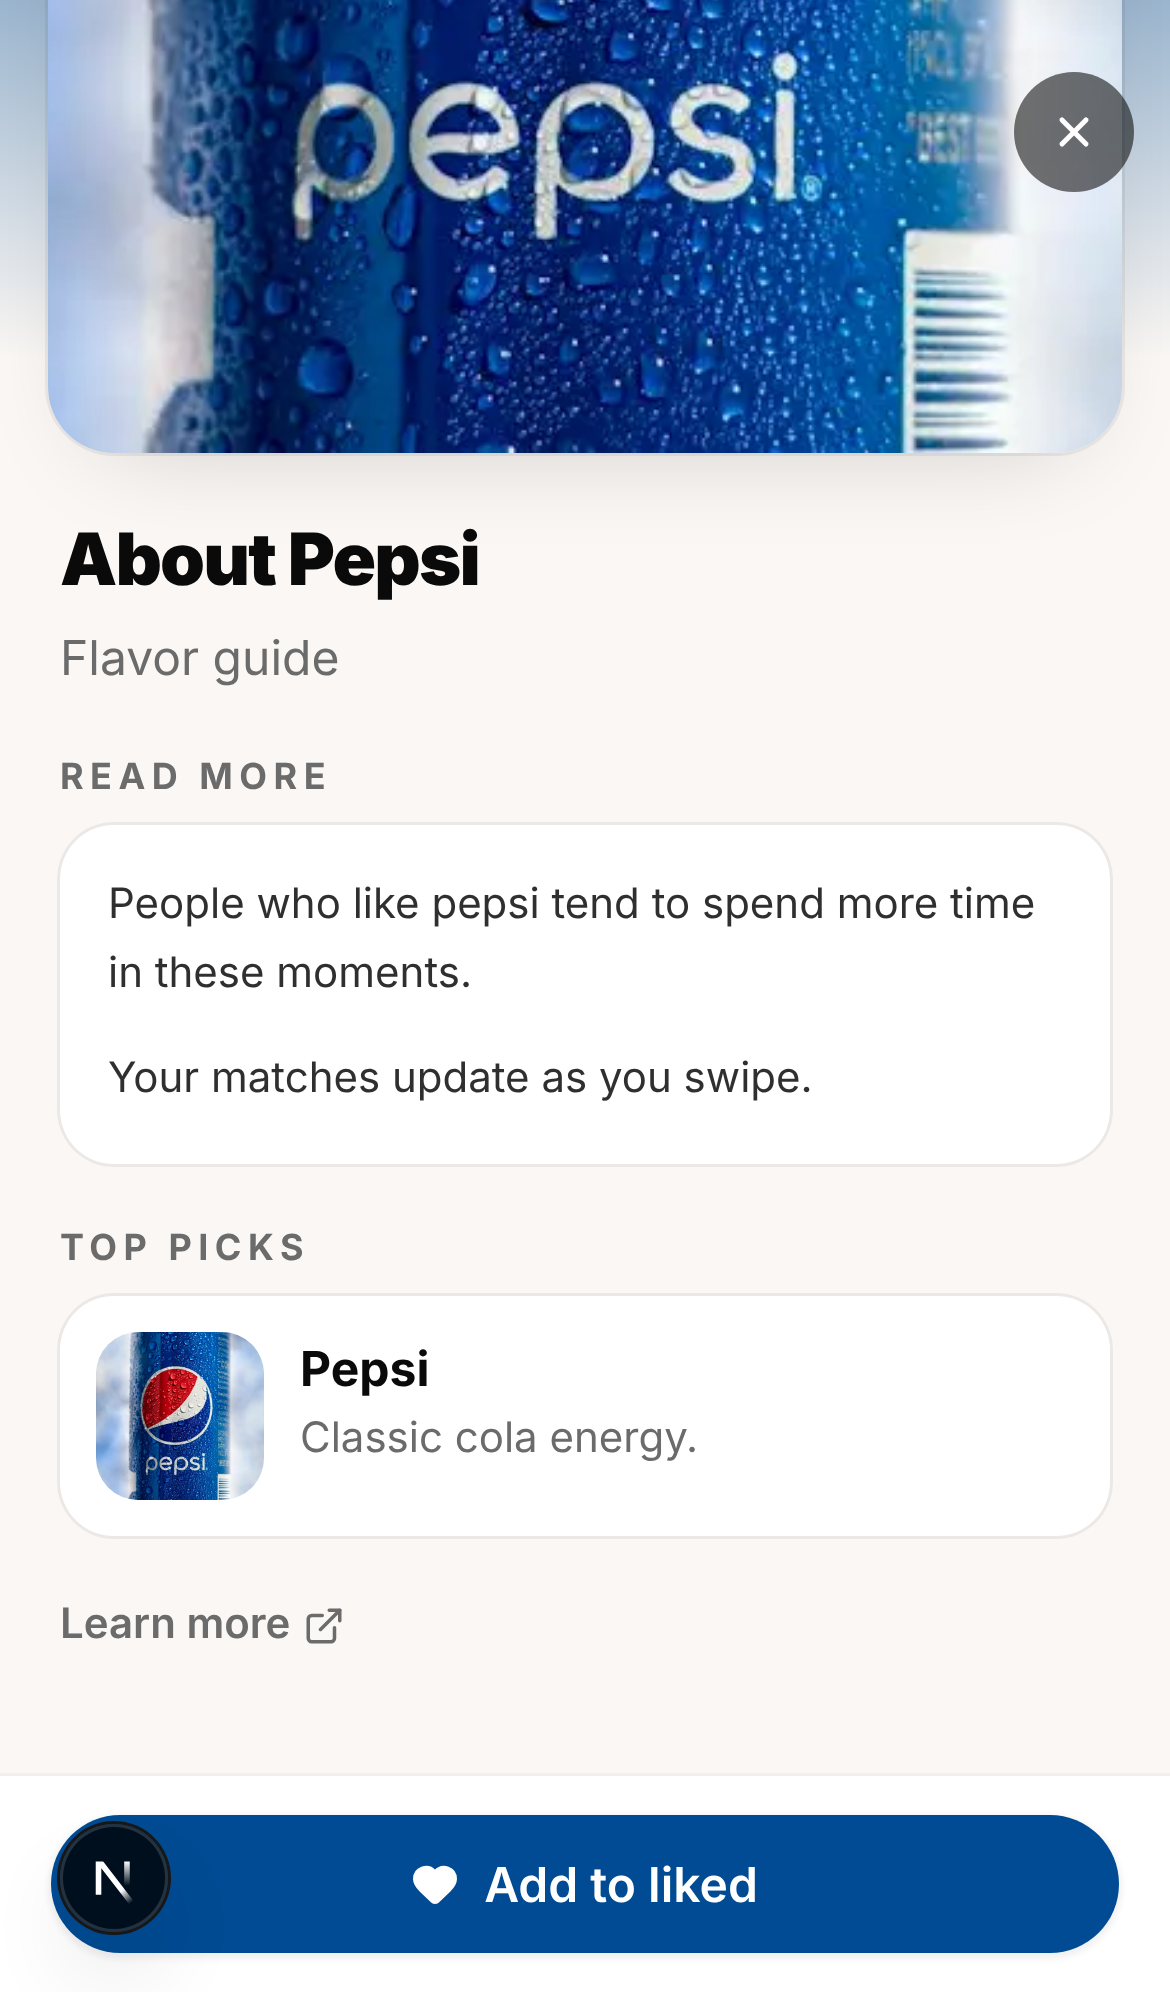 pepsi®
About Pepsi
Flavor guide
READ MORE
People who like pepsi tend to spend more time
in these moments.
Your matches update as you swipe.
TOP PICKS
pepsi
Pepsi
Classic cola energy.
Learn more
N
Add to liked